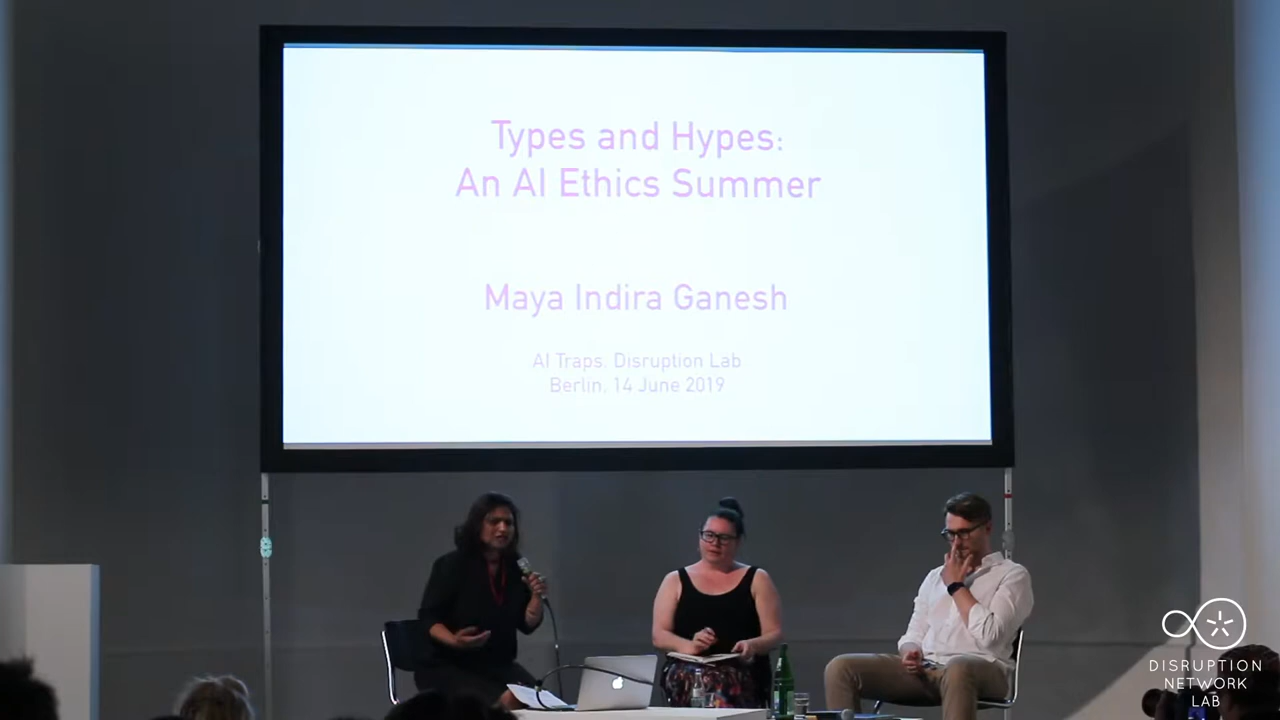 Types and Hypes:
An AI Ethics Summer
Maya Indira Ganesh
AI Traps, Disruption Lab
Berlin, 14 June 2019
DISRUPTION
NETWORK
LAB